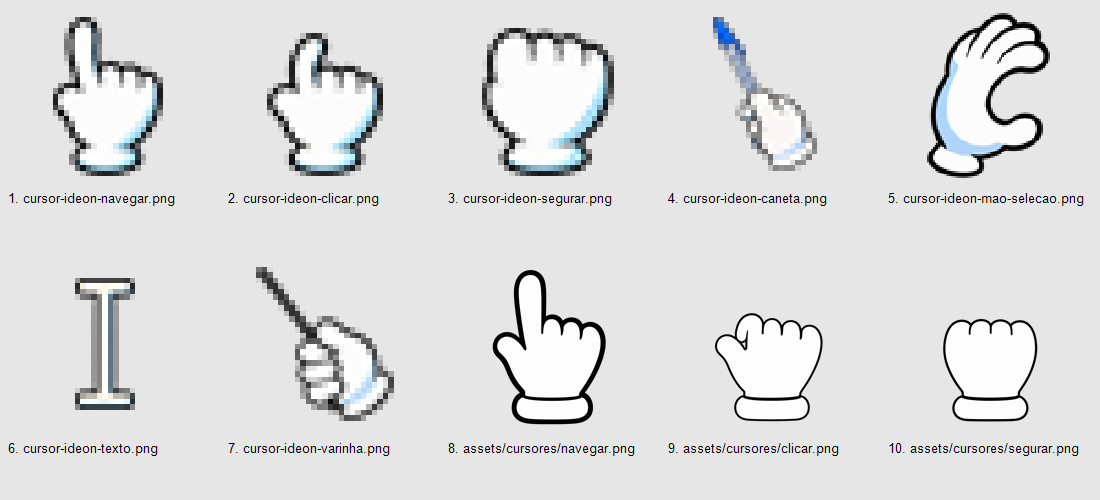 1. cursor-ideon-navegar.png
2. cursor-ideon-clicar.png
3. cursor-ideon-segurar.png
4. cursor-ideon-caneta.png
5. cursor-ideon-mao-selecao.png
6. cursor-ideon-texto.png
7. cursor-ideon-varinha.png
8. assets/cursores/navegar.png
9. assets/cursores/clicar.png
10. assets/cursores/segurar.png